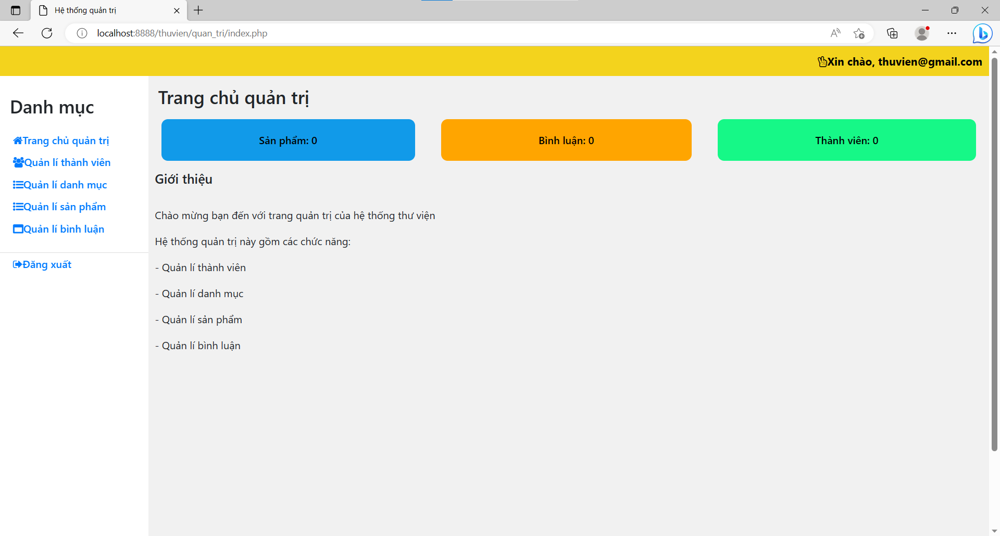 Hệ thống quản trị
localhost:8888/thuvien/quan_tri/index.php
Xin chào, thuvien@gmail.com
Danh mục
Trang chủ quản trị
Quản lí thành viên
Quản lí danh mục
Quản lí sản phẩm
Quản lí bình luận
Đăng xuất
Trang chủ quản trị
Sản phẩm: 0
Bình luận: 0
Thành viên: 0
Giới thiệu
Chào mừng bạn đến với trang quản trị của hệ thống thư viện
Hệ thống quản trị này gồm các chức năng:
- Quản lí thành viên
- Quản lí danh mục
- Quản lí sản phẩm
- Quản lí bình luận